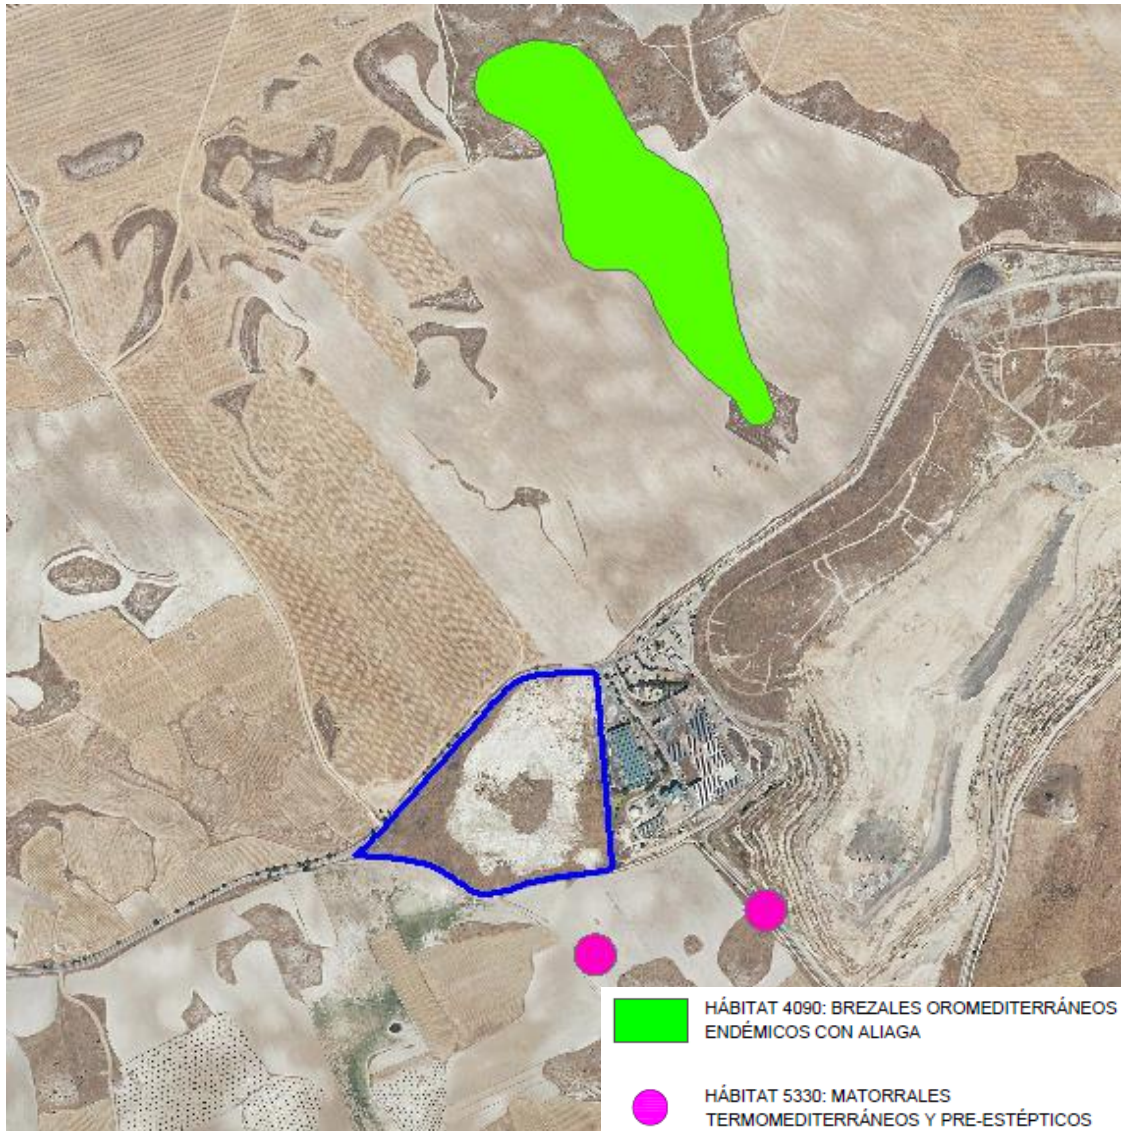 HÁBITAT 4090: BREZALES OROMEDITERRÁNEOS
ENDÉMICOS CON ALIAGA
HÁBITAT 5330: MATORRALES
TERMOMEDITERRÁNEOS Y PRE-ESTÉPTICOS